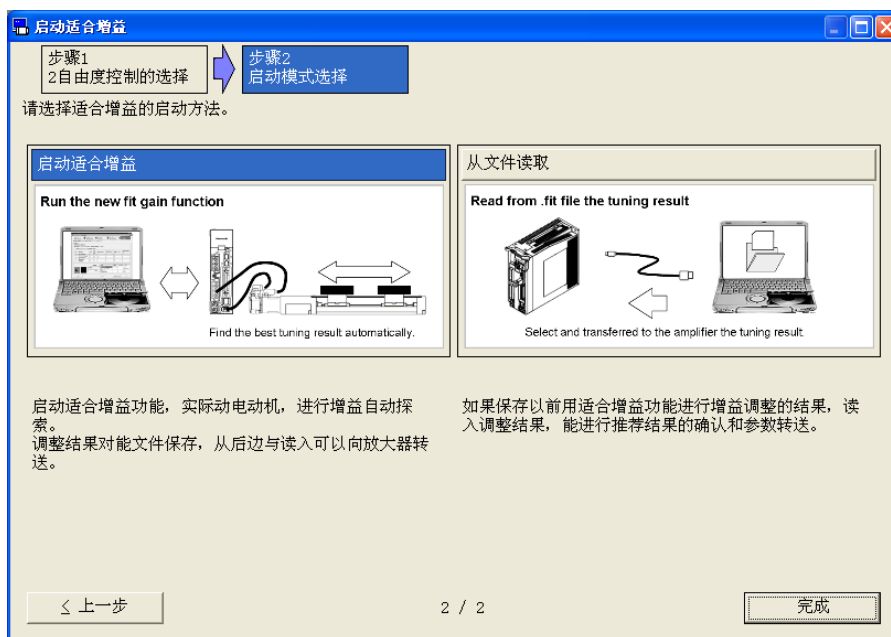 启动适合增益
步骤1
2自由度控制的选择
步骤2
启动模式选择
请选择适合增益的启动方法。
启动适合增益
Run the new fit gain function
Find the best tuning result automatically.
从文件读取
Read from .fit file the tuning result
Select and transferred to the amplifier the tuning result.
启动适合增益功能，实际动电动机，进行增益自动探
索。
调整结果对能文件保存，从后边与读入可以向放大器转
送。
如果保存以前用适合增益功能进行增益调整的结果，读
入调整结果，能进行推荐结果的确认和参数转送。
< 上一步
2 / 2
完成